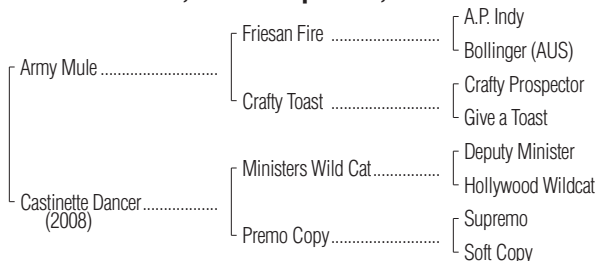 A.P. Indy
Friesan Fire
Bollinger (AUS)
Army Mule
Crafty Prospector
Crafty Toast
Give a Toast
Deputy Minister
Ministers Wild Cat
Hollywood Wildcat
Castinette Dancer
(2008)
Supremo
Premo Copy
Soft Copy